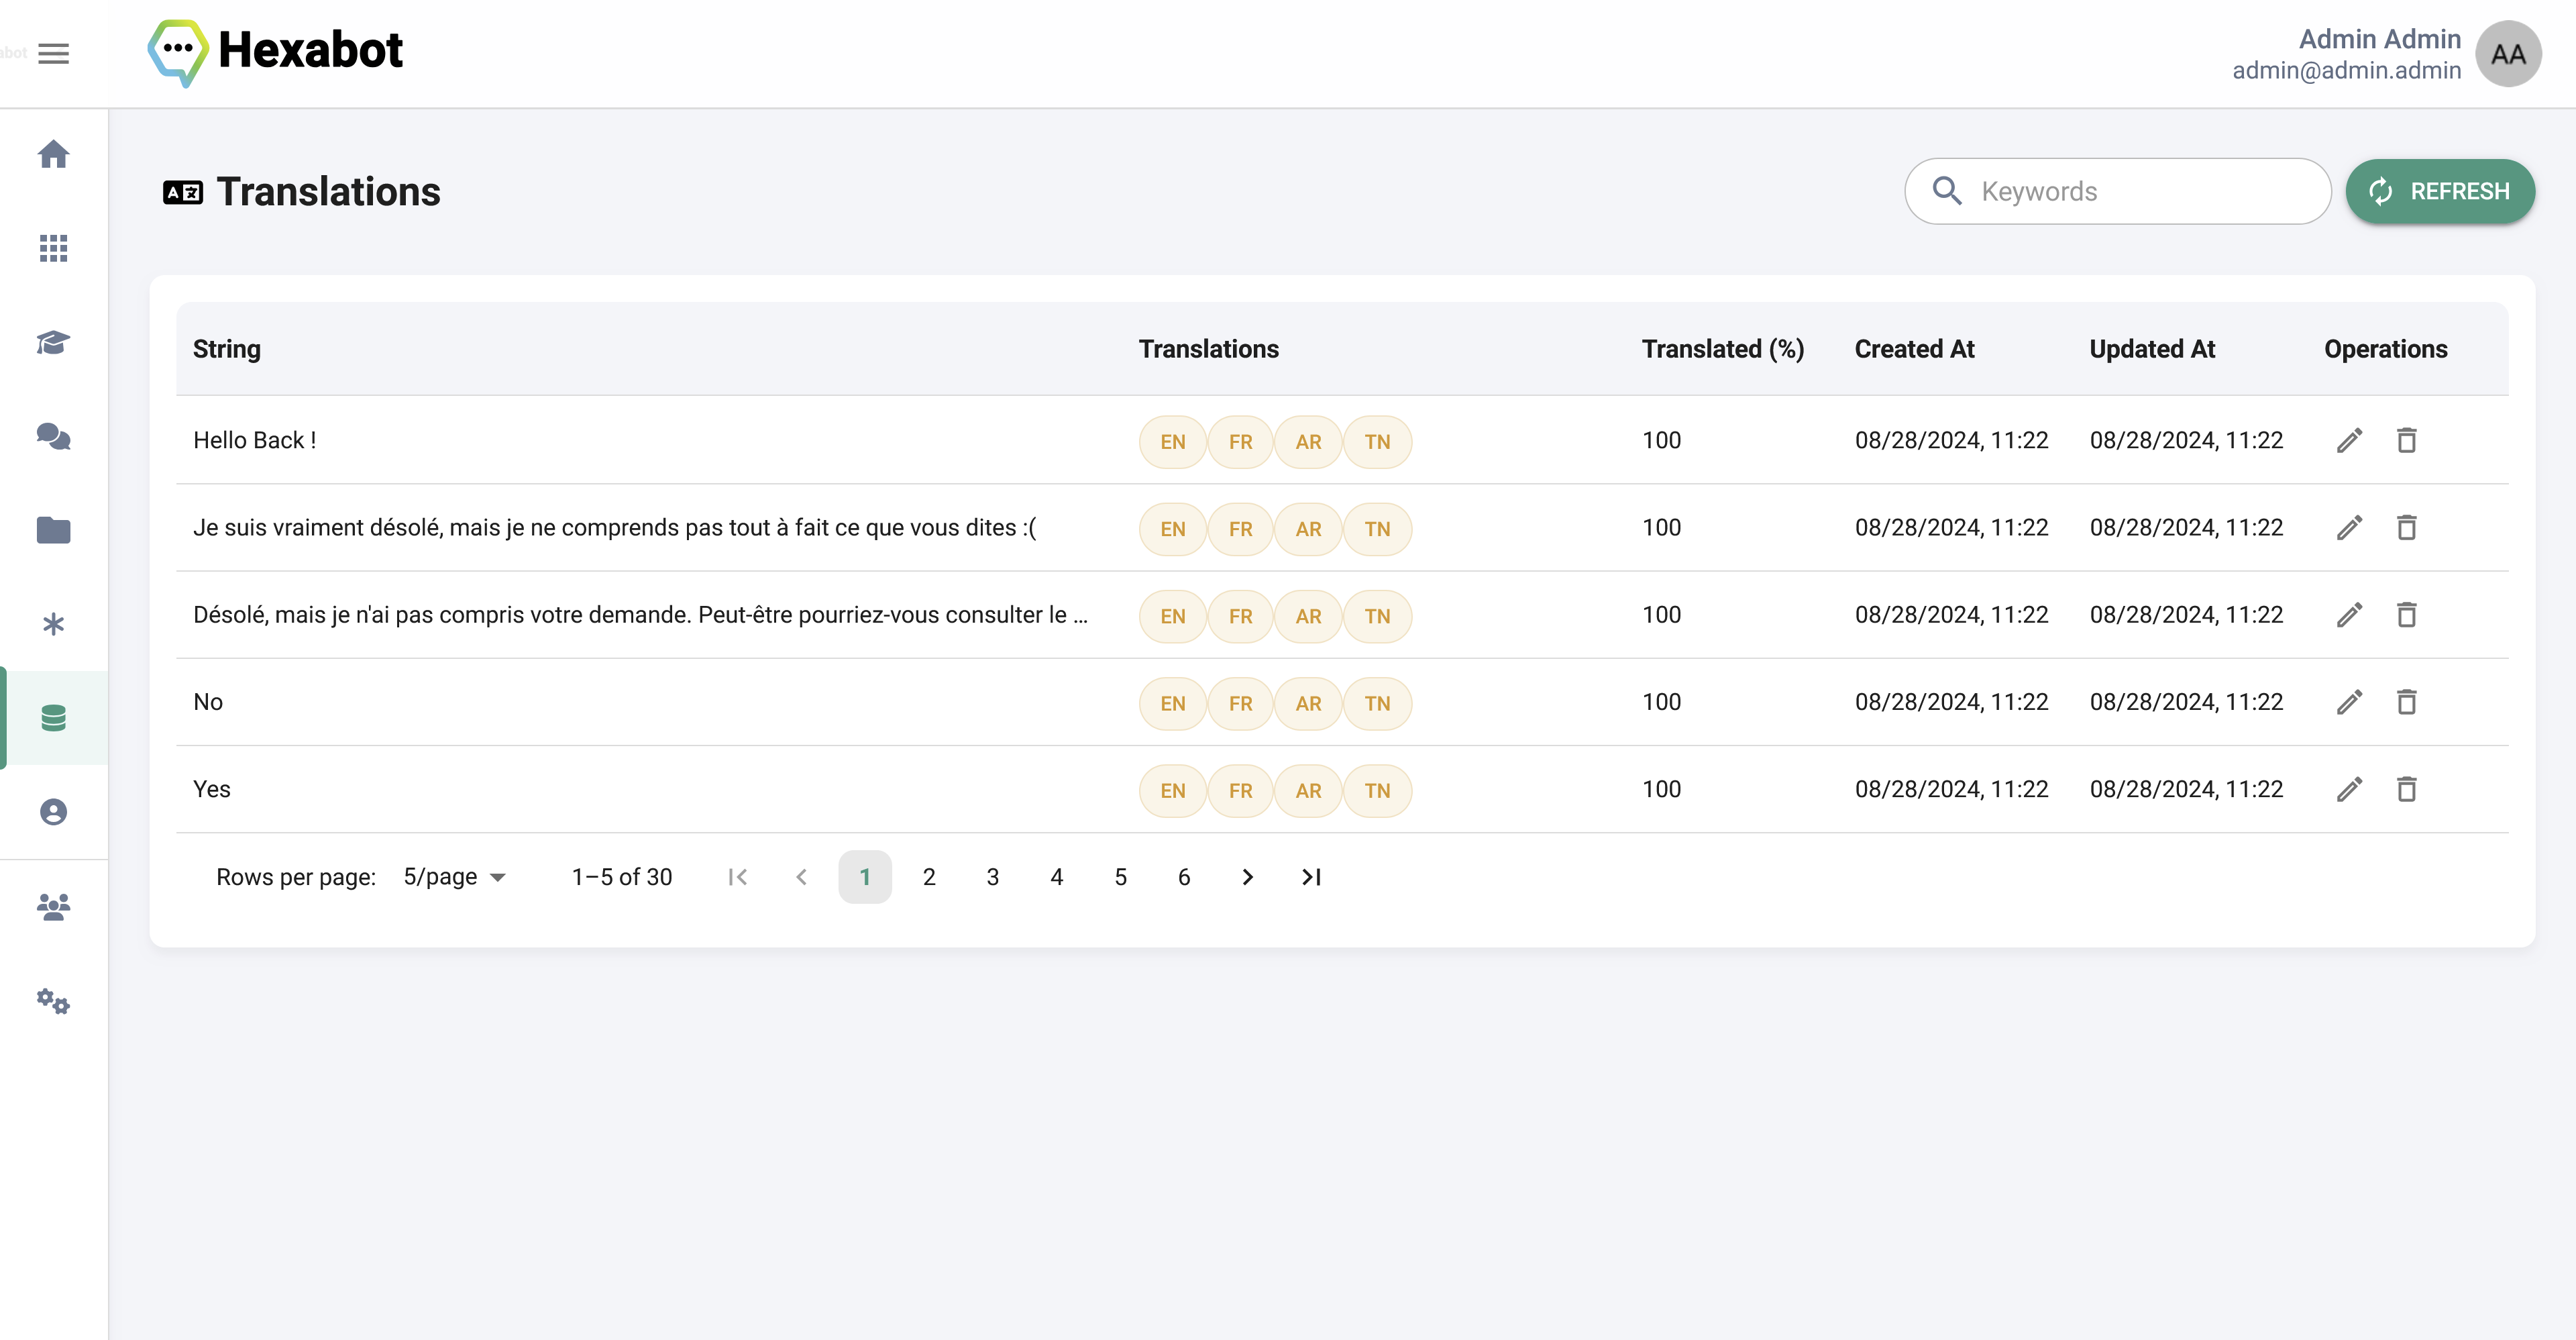 abot
Hexabot
Admin Admin
admin@admin.admin
AA
Translations
Keywords
REFRESH
String Translations Translated (%) Created At Updated At Operations
Hello Back ! EN FR AR TN 100 08/28/2024, 11:22 08/28/2024, 11:22
Je suis vraiment désolé, mais je ne comprends pas tout à fait ce que vous dites :( EN FR AR TN 100 08/28/2024, 11:22 08/28/2024, 11:22
Désolé, mais je n'ai pas compris votre demande. Peut-être pourriez-vous consulter le ... EN FR AR TN 100 08/28/2024, 11:22 08/28/2024, 11:22
No EN FR AR TN 100 08/28/2024, 11:22 08/28/2024, 11:22
Yes EN FR AR TN 100 08/28/2024, 11:22 08/28/2024, 11:22
Rows per page: 5/page 1–5 of 30 1 2 3 4 5 6